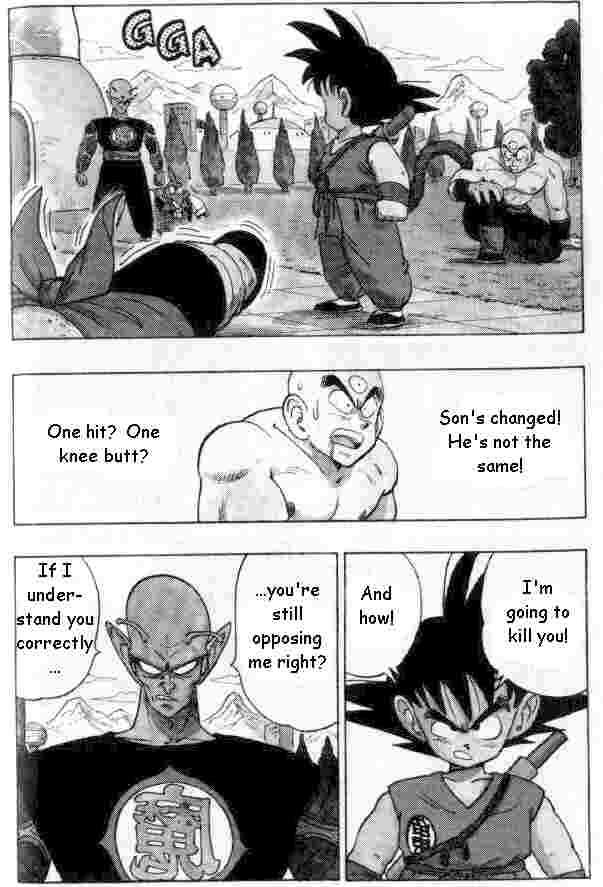 GGA
One hit? One
knee butt?
Son's changed!
He's not the
same!
If I
under-
stand you
correctly
...
...you're
still
opposing
me right?
And
how!
I'm
going to
kill you!